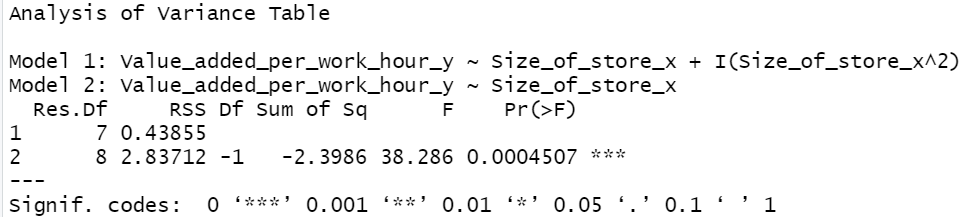 Analysis of Variance Table
Model 1: Value_added_per_work_hour_y ~ Size_of_store_x + I(Size_of_store_x^2)
Model 2: Value_added_per_work_hour_y ~ Size_of_store_x
  Res.Df     RSS Df Sum of Sq      F    Pr(>F)
1      7 0.43855
2      8 2.83712 -1   -2.3986 38.286 0.0004507 ***
---
Signif. codes:  0 ‘***’ 0.001 ‘**’ 0.01 ‘*’ 0.05 ‘.’ 0.1 ‘ ’ 1